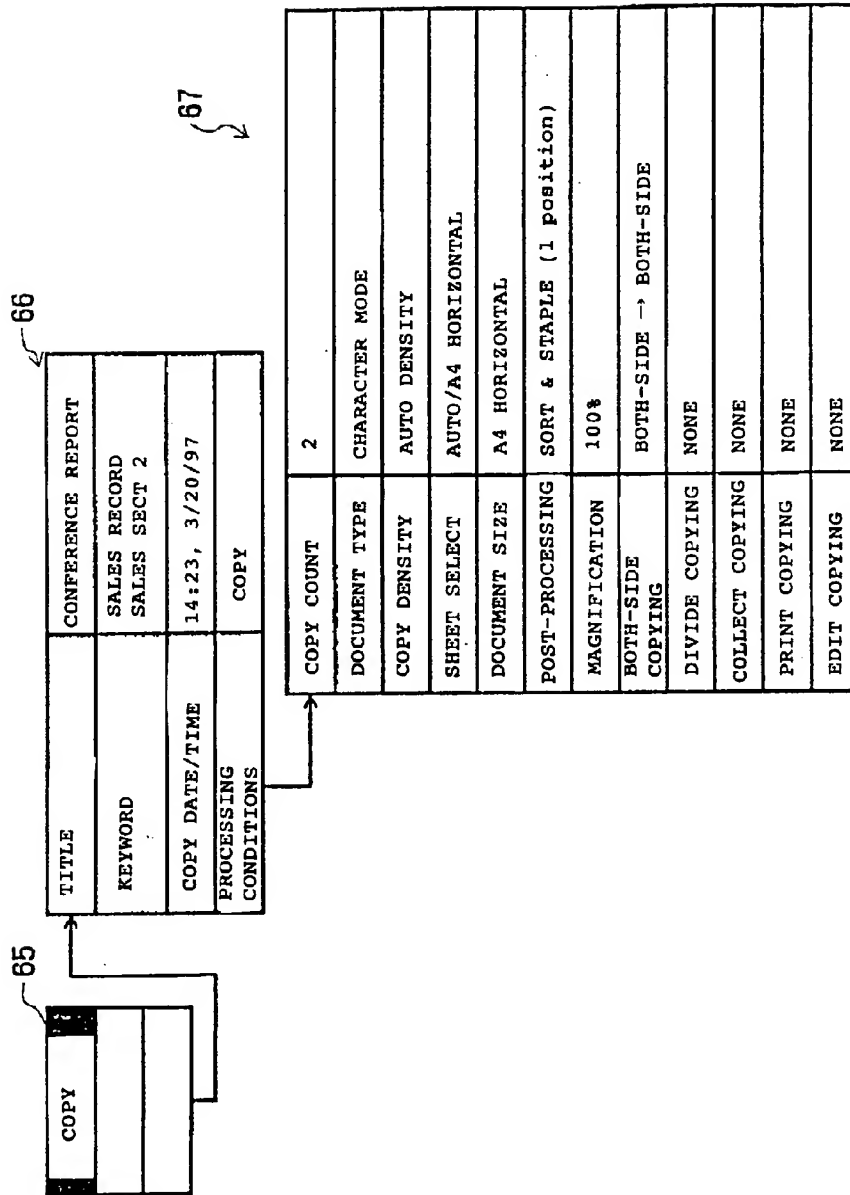 65
COPY
66
TITLE
CONFERENCE REPORT
KEYWORD
SALES RECORD
SALES SECT 2
COPY DATE/TIME
14:23, 3/20/97
PROCESSING
CONDITIONS
COPY
67
COPY COUNT
2
DOCUMENT TYPE
CHARACTER MODE
COPY DENSITY
AUTO DENSITY
SHEET SELECT
AUTO/A4 HORIZONTAL
DOCUMENT SIZE
A4 HORIZONTAL
POST-PROCESSING
SORT & STAPLE (1 position)
MAGNIFICATION
100%
BOTH-SIDE
COPYING
BOTH-SIDE → BOTH-SIDE
DIVIDE COPYING
NONE
COLLECT COPYING
NONE
PRINT COPYING
NONE
EDIT COPYING
NONE